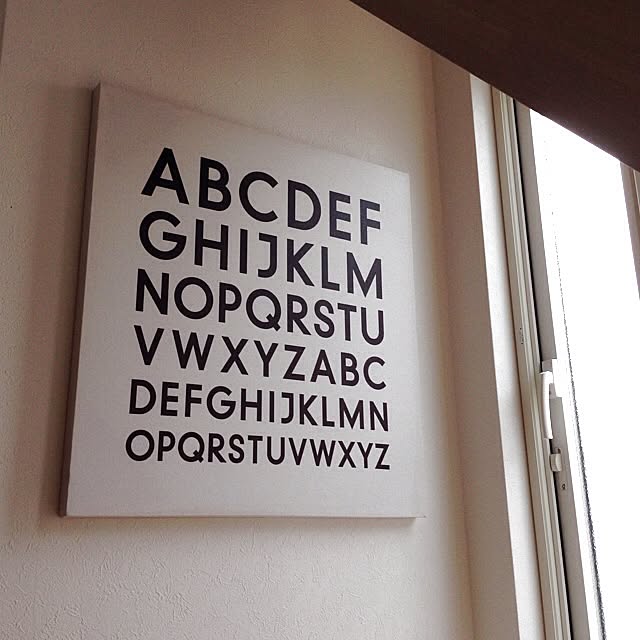 ABCDEF
GHIJKLM
NOPQRSTU
VWXYZABC
DEFGHIJKLMN
OPQRSTUVWXYZ